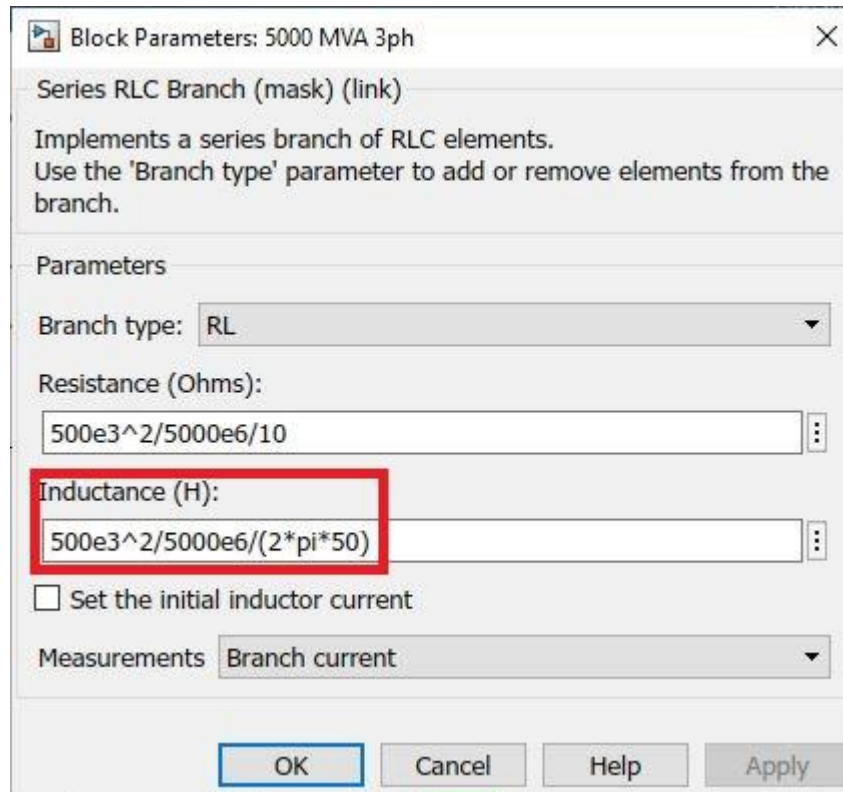 Block Parameters: 5000 MVA 3ph
Series RLC Branch (mask) (link)
Implements a series branch of RLC elements.
Use the 'Branch type' parameter to add or remove elements from the
branch.
Parameters
Branch type: RL
Resistance (Ohms):
500e3^2/5000e6/10
Inductance (H):
500e3^2/5000e6/(2*pi*50)
Set the initial inductor current
Measurements Branch current
OK Cancel Help Apply